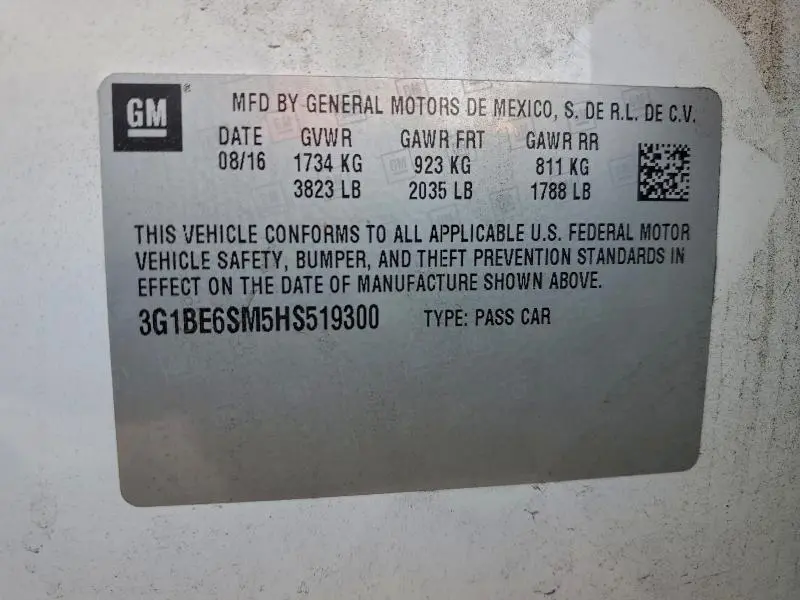 GM ®
MFD BY GENERAL MOTORS DE MEXICO, S. DE R.L. DE C.V.
DATE GVWR GAWR FRT GAWR RR
08/16 1734 KG 923 KG 811 KG
3823 LB 2035 LB 1788 LB
THIS VEHICLE CONFORMS TO ALL APPLICABLE U.S. FEDERAL MOTOR
VEHICLE SAFETY, BUMPER, AND THEFT PREVENTION STANDARDS IN
EFFECT ON THE DATE OF MANUFACTURE SHOWN ABOVE.
3G1BE6SM5HS519300 TYPE: PASS CAR